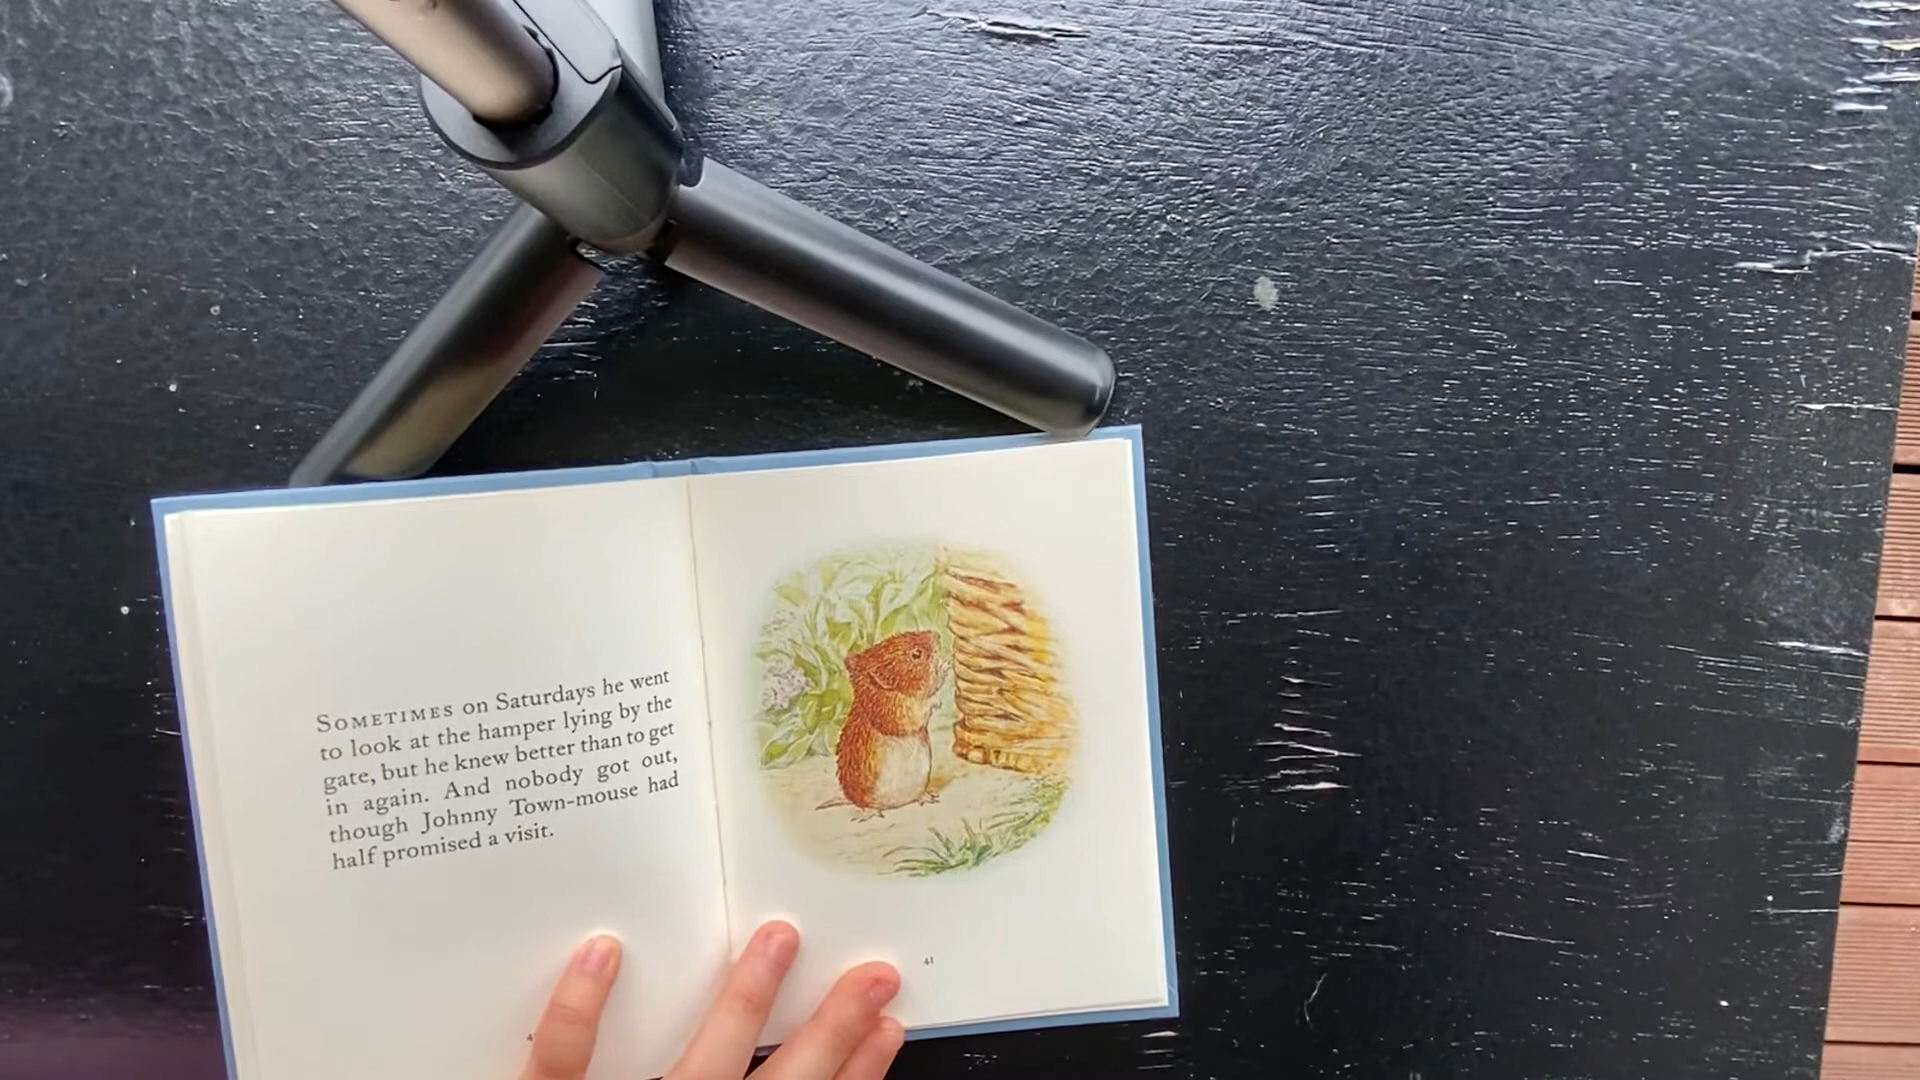 SOMETIMES on Saturdays he went
to look at the hamper lying by the
gate, but he knew better than to get
in again. And nobody got out,
though Johnny Town-mouse had
half promised a visit.
41